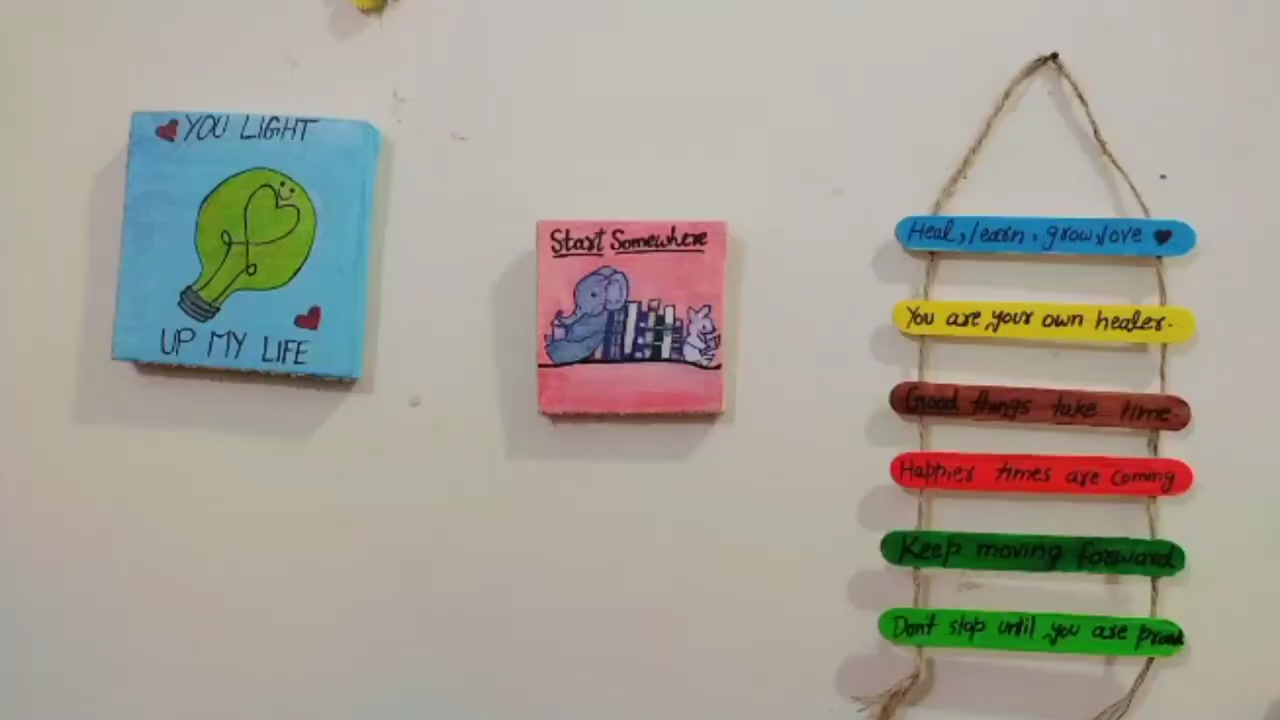 YOU LIGHT
UP MY LIFE
Start Somewhere
Heal, learn, grow, love
You are your own healer.
Good things take time.
Happier times are coming
Keep moving forward
Don't stop until you are proud